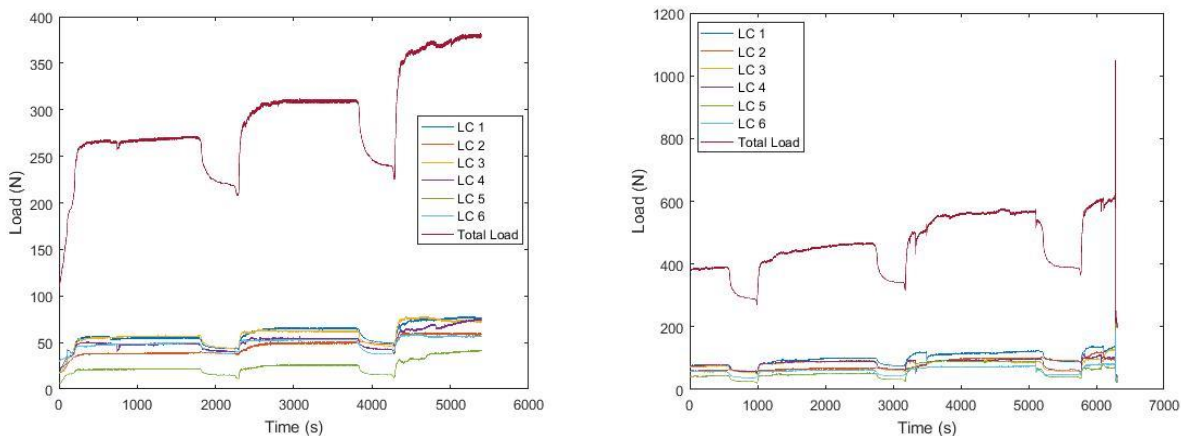 400
350
300
250
200
150
100
50
0
Load (N)
LC 1
LC 2
LC 3
LC 4
LC 5
LC 6
Total Load
0 1000 2000 3000 4000 5000 6000
Time (s)
1200
1000
800
600
400
200
0
Load (N)
LC 1
LC 2
LC 3
LC 4
LC 5
LC 6
Total Load
0 1000 2000 3000 4000 5000 6000 7000
Time (s)